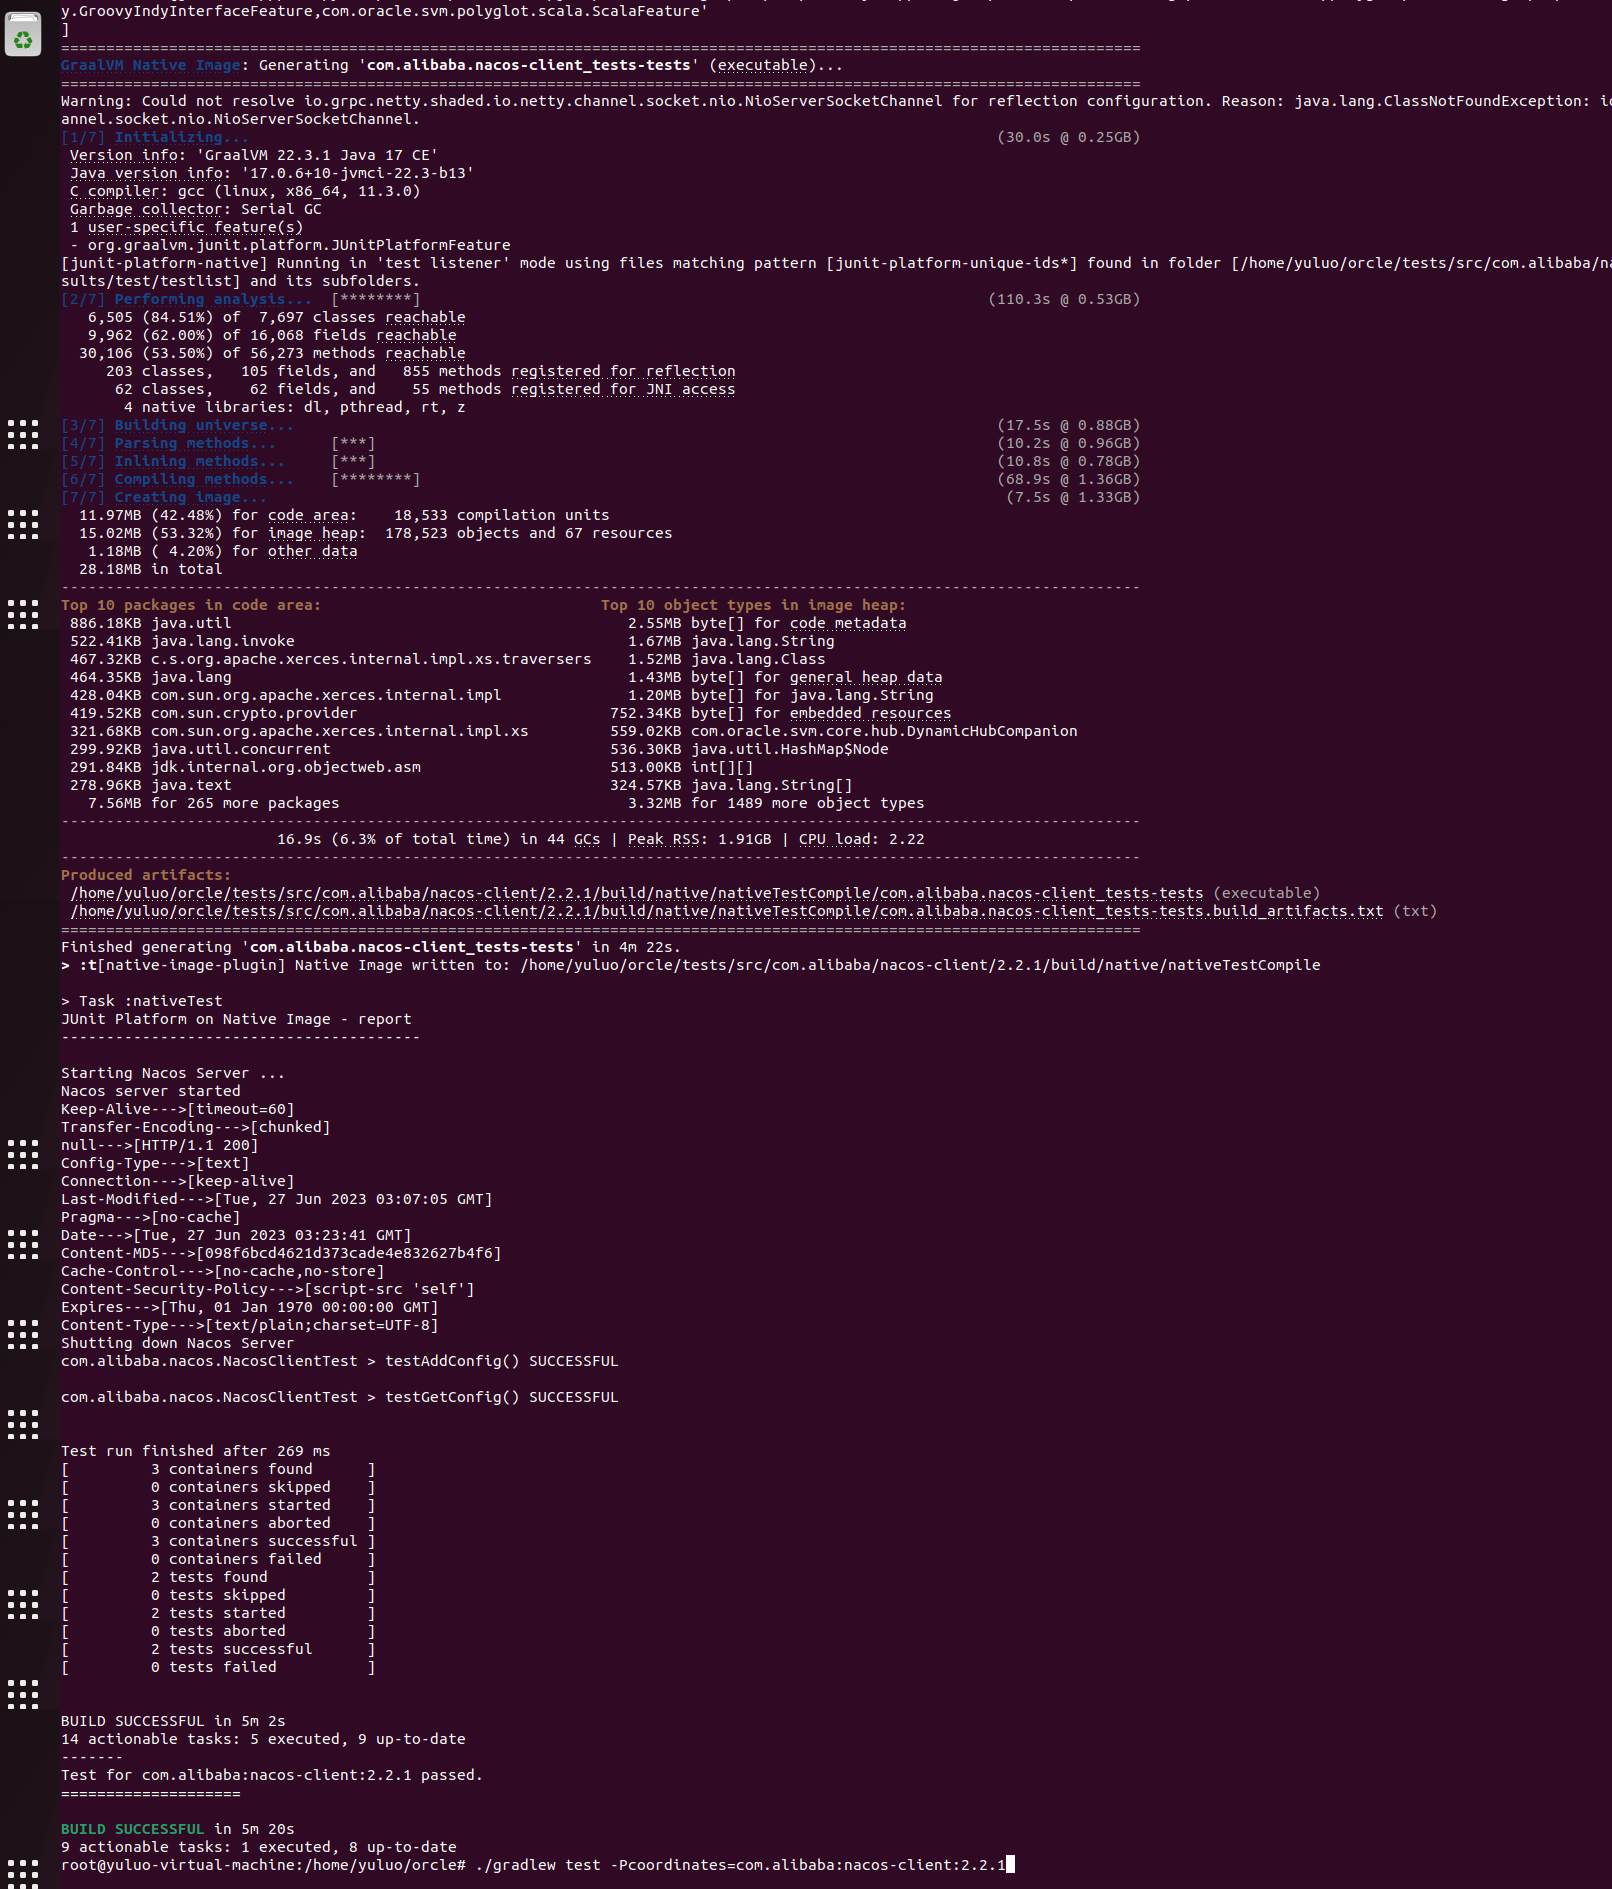 y.GroovyIndyInterfaceFeature,com.oracle.svm.polyglot.scala.ScalaFeature'
]
========================================================================================================================
GraalVM Native Image: Generating 'com.alibaba.nacos-client_tests-tests' (executable)...
========================================================================================================================
Warning: Could not resolve io.grpc.netty.shaded.io.netty.channel.socket.nio.NioServerSocketChannel for reflection configuration. Reason: java.lang.ClassNotFoundException:
annel.socket.nio.NioServerSocketChannel.
[1/7] Initializing... (30.0s @ 0.25GB)
Version info: 'GraalVM 22.3.1 Java 17 CE'
Java version info: '17.0.6+10-jvmci-22.3-b13'
C compiler: gcc (linux, x86_64, 11.3.0)
Garbage collector: Serial GC
1 user-specific feature(s)
- org.graalvm.junit.platform.JUnitPlatformFeature
[junit-platform-native] Running in 'test listener' mode using files matching pattern [junit-platform-unique-ids*] found in folder [/home/yuluo/orcle/tests/src/com.alibaba/na
sults/test/testlist] and its subfolders.
[2/7] Performing analysis... [********] (110.3s @ 0.53GB)
6,505 (84.51%) of 7,697 classes reachable
9,962 (62.00%) of 16,068 fields reachable
30,106 (53.50%) of 56,273 methods reachable
203 classes, 105 fields, and 855 methods registered for reflection
62 classes, 62 fields, and 55 methods registered for JNI access
4 native libraries: dl, pthread, rt, z
[3/7] Building universe... (17.5s @ 0.88GB)
[4/7] Parsing methods... [***] (10.2s @ 0.96GB)
[5/7] Inlining methods... [***] (10.8s @ 0.78GB)
[6/7] Compiling methods... [********] (68.9s @ 1.36GB)
[7/7] Creating image... (7.5s @ 1.33GB)
11.97MB (42.48%) for code area: 18,533 compilation units
15.02MB (53.32%) for image heap: 178,523 objects and 67 resources
1.18MB ( 4.20%) for other data
28.18MB in total
------------------------------------------------------------------------------------------------------------------------
Top 10 packages in code area: Top 10 object types in image heap:
886.18KB java.util 2.55MB byte[] for code metadata
522.41KB java.lang.invoke 1.67MB java.lang.String
467.32KB c.s.org.apache.xerces.internal.impl.xs.traversers 1.52MB java.lang.Class
464.35KB java.lang 1.43MB byte[] for general heap data
428.04KB com.sun.org.apache.xerces.internal.impl 1.20MB byte[] for java.lang.String
419.52KB com.sun.crypto.provider 752.34KB byte[] for embedded resources
321.68KB com.sun.org.apache.xerces.internal.impl.xs 559.02KB com.oracle.svm.core.hub.DynamicHubCompanion
299.92KB java.util.concurrent 536.30KB java.util.HashMap$Node
291.84KB jdk.internal.org.objectweb.asm 513.00KB int[][]
278.96KB java.text 324.57KB java.lang.String[]
7.56MB for 265 more packages 3.32MB for 1489 more object types
------------------------------------------------------------------------------------------------------------------------
16.9s (6.3% of total time) in 44 GCs | Peak RSS: 1.91GB | CPU load: 2.22
------------------------------------------------------------------------------------------------------------------------
Produced artifacts:
/home/yuluo/orcle/tests/src/com.alibaba/nacos-client/2.2.1/build/native/nativeTestCompile/com.alibaba.nacos-client_tests-tests (executable)
/home/yuluo/orcle/tests/src/com.alibaba/nacos-client/2.2.1/build/native/nativeTestCompile/com.alibaba.nacos-client_tests-tests.build_artifacts.txt (txt)
========================================================================================================================
Finished generating 'com.alibaba.nacos-client_tests-tests' in 4m 22s.
> :t[native-image-plugin] Native Image written to: /home/yuluo/orcle/tests/src/com.alibaba/nacos-client/2.2.1/build/native/nativeTestCompile
> Task :nativeTest
JUnit Platform on Native Image - report
----------------------------------------
Starting Nacos Server ...
Nacos server started
Keep-Alive--->[timeout=60]
Transfer-Encoding--->[chunked]
null--->[HTTP/1.1 200]
Config-Type--->[text]
Connection--->[keep-alive]
Last-Modified--->[Tue, 27 Jun 2023 03:07:05 GMT]
Pragma--->[no-cache]
Date--->[Tue, 27 Jun 2023 03:23:41 GMT]
Content-MD5--->[098f6bcd4621d373cade4e832627b4f6]
Cache-Control--->[no-cache,no-store]
Content-Security-Policy--->[script-src 'self']
Expires--->[Thu, 01 Jan 1970 00:00:00 GMT]
Content-Type--->[text/plain;charset=UTF-8]
Shutting down Nacos Server
com.alibaba.nacos.NacosClientTest > testAddConfig() SUCCESSFUL
com.alibaba.nacos.NacosClientTest > testGetConfig() SUCCESSFUL
Test run finished after 269 ms
[ 3 containers found ]
[ 0 containers skipped ]
[ 3 containers started ]
[ 0 containers aborted ]
[ 3 containers successful ]
[ 0 containers failed ]
[ 2 tests found ]
[ 0 tests skipped ]
[ 2 tests started ]
[ 0 tests aborted ]
[ 2 tests successful ]
[ 0 tests failed ]
BUILD SUCCESSFUL in 5m 2s
14 actionable tasks: 5 executed, 9 up-to-date
-------
Test for com.alibaba:nacos-client:2.2.1 passed.
====================
BUILD SUCCESSFUL in 5m 20s
9 actionable tasks: 1 executed, 8 up-to-date
root@yuluo-virtual-machine:/home/yuluo/orcle# ./gradlew test -Pcoordinates=com.alibaba:nacos-client:2.2.1